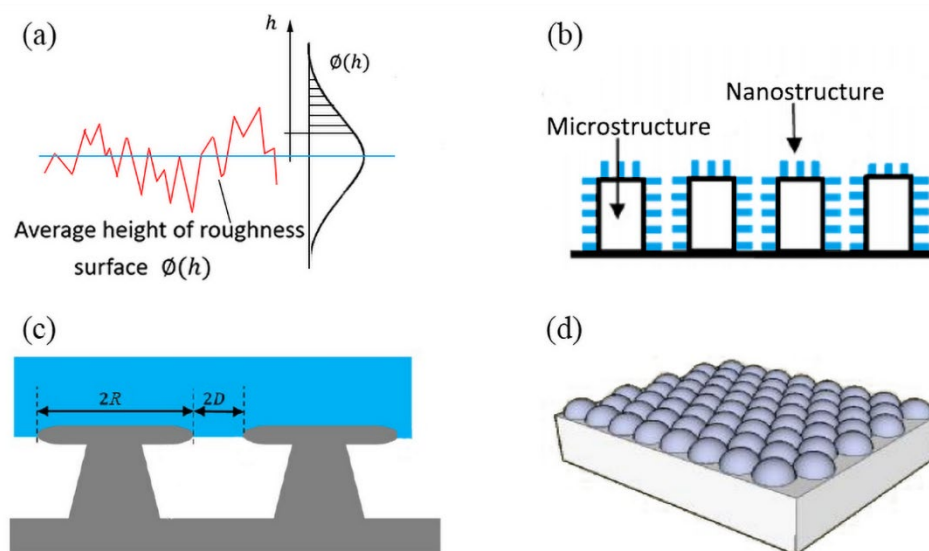 (a)
h
Ø(h)
Average height of roughness
surface Ø(h)
(b)
Nanostructure
Microstructure
(c)
2R
2D
(d)